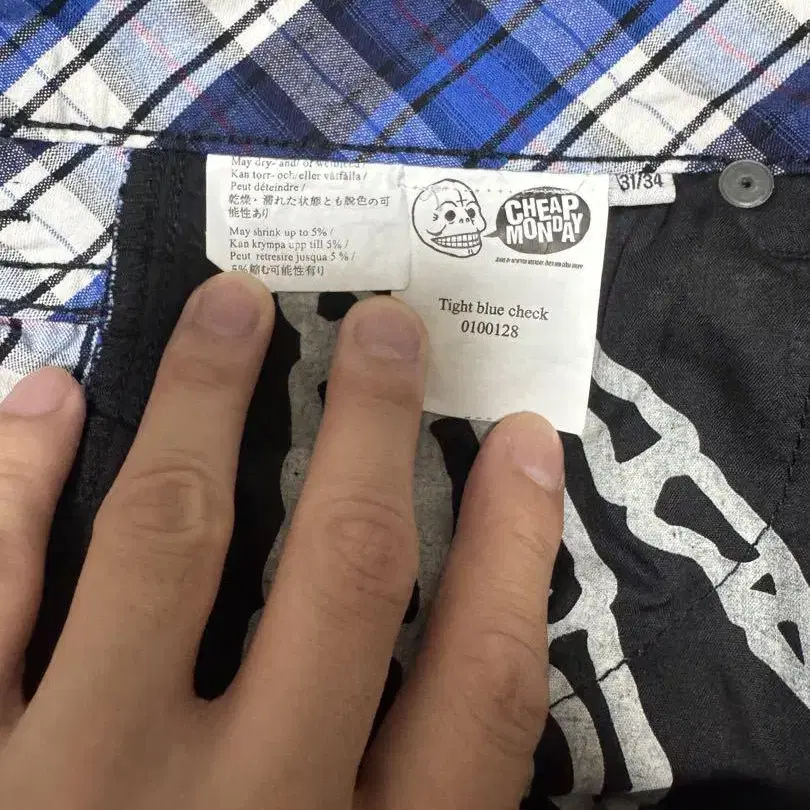 May dry- and/ or wetbleed /
Kan torr- och eller våtfälla /
Peut déteindre /
乾燥・濡れた状態とも脱色の可
能性あり
May shrink up to 5% /
Kan krympa upp till 5% /
Peut retresire jusqua 5 % /
5%縮む可能性有り
CHEAP
MONDAY
Tight blue check
0100128
31/34